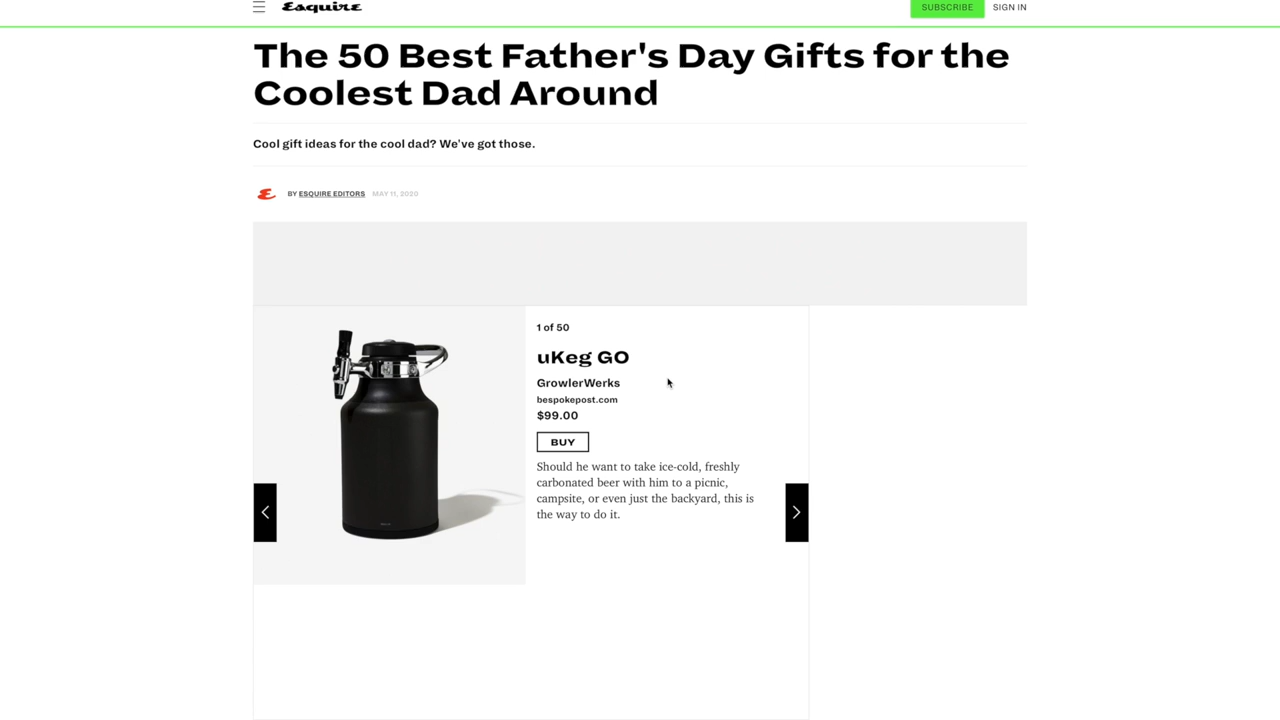 Esquire
SUBSCRIBE
SIGN IN
The 50 Best Father's Day Gifts for the
Coolest Dad Around
Cool gift ideas for the cool dad? We've got those.
BY ESQUIRE EDITORS MAY 11, 2020
1 of 50
uKeg GO
GrowlerWerks
bespokepost.com
$99.00
BUY
Should he want to take ice-cold, freshly
carbonated beer with him to a picnic,
campsite, or even just the backyard, this is
the way to do it.